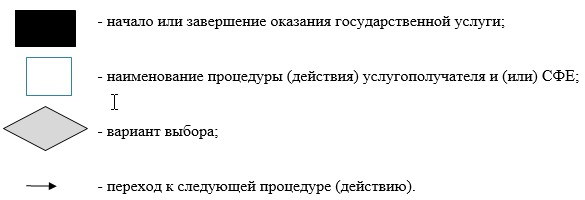 - начало или завершение оказания государственной услуги;
- наименование процедуры (действия) услугополучателя и (или) СФЕ;
- вариант выбора;
- переход к следующей процедуре (действию).